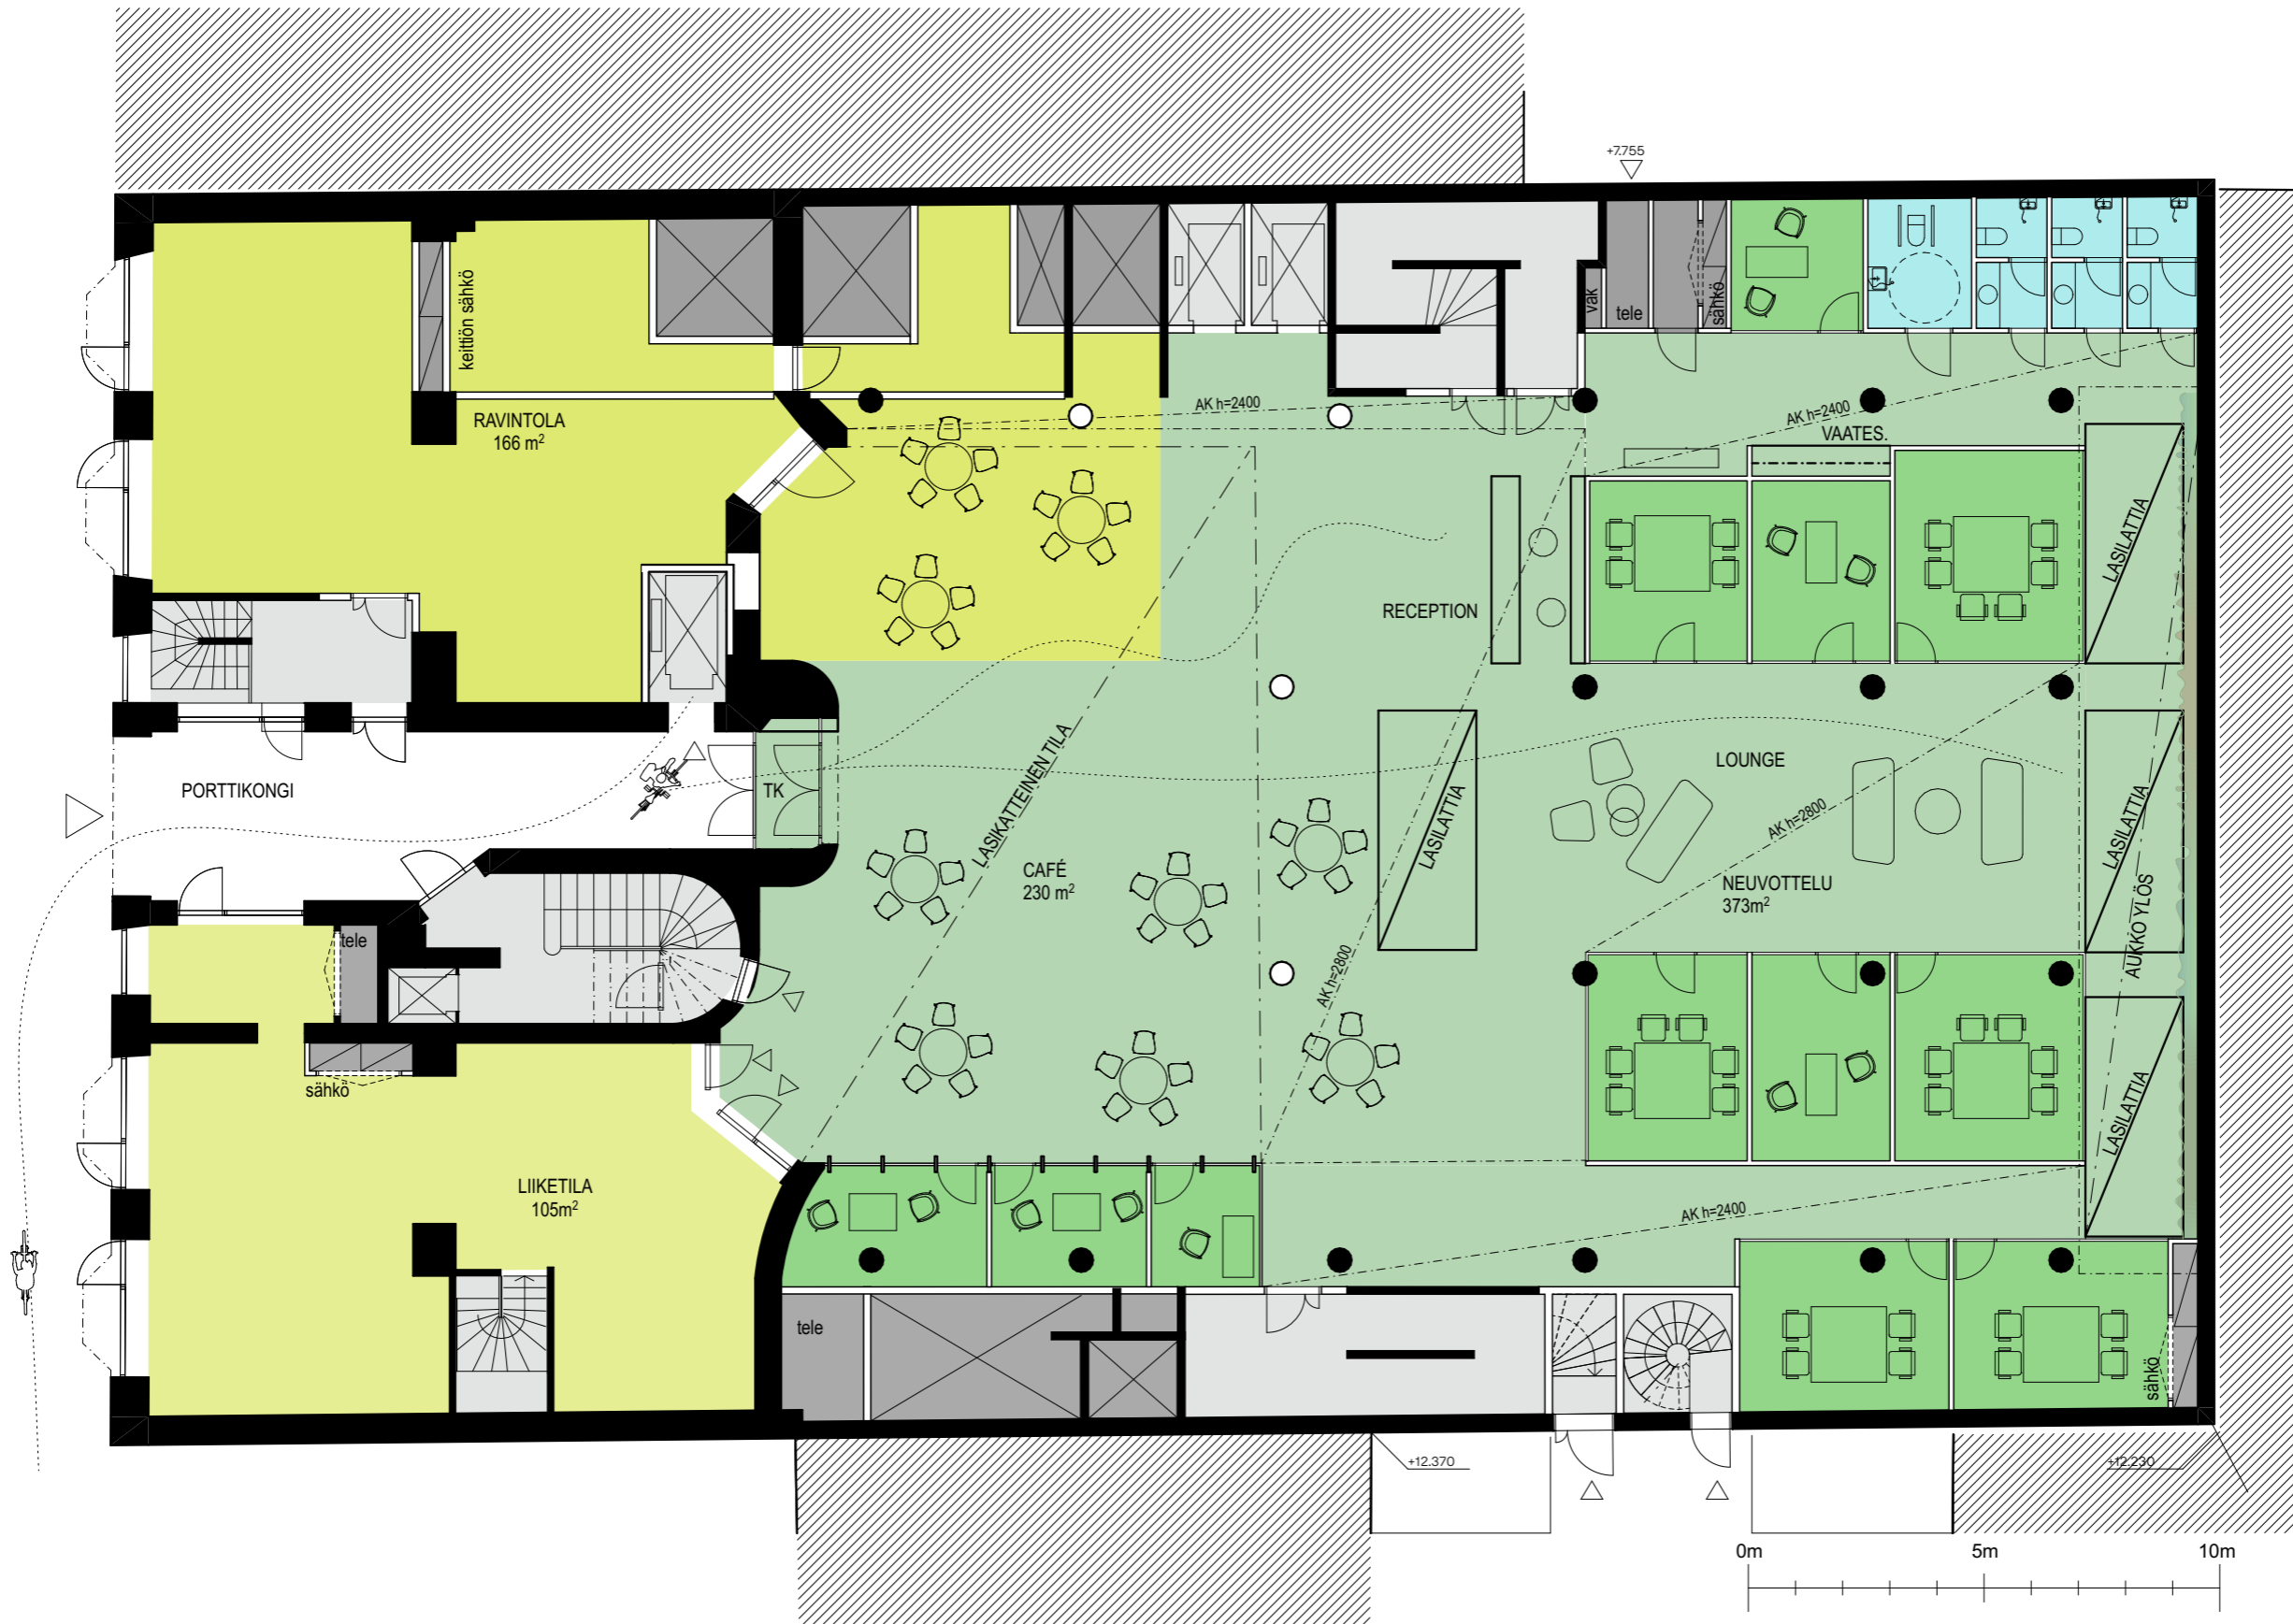 +7.755
keittiön sähkö
vak
tele
sähkö
RAVINTOLA
166 m²
AK h=2400
AK h=2400
VAATES.
LASILATTIA
RECEPTION
PORTTIKONGI
TK
LASIKATTEINEN TILA
LASILATTIA
LOUNGE
AK h=2800
LASILATTIA
CAFÉ
230 m²
NEUVOTTELU
373m²
AUKKO YLÖS
tele
AK h=2800
sähkö
LASILATTIA
LIIKETILA
105m²
AK h=2400
tele
sähkö
+12.370
+12.230
0m
5m
10m